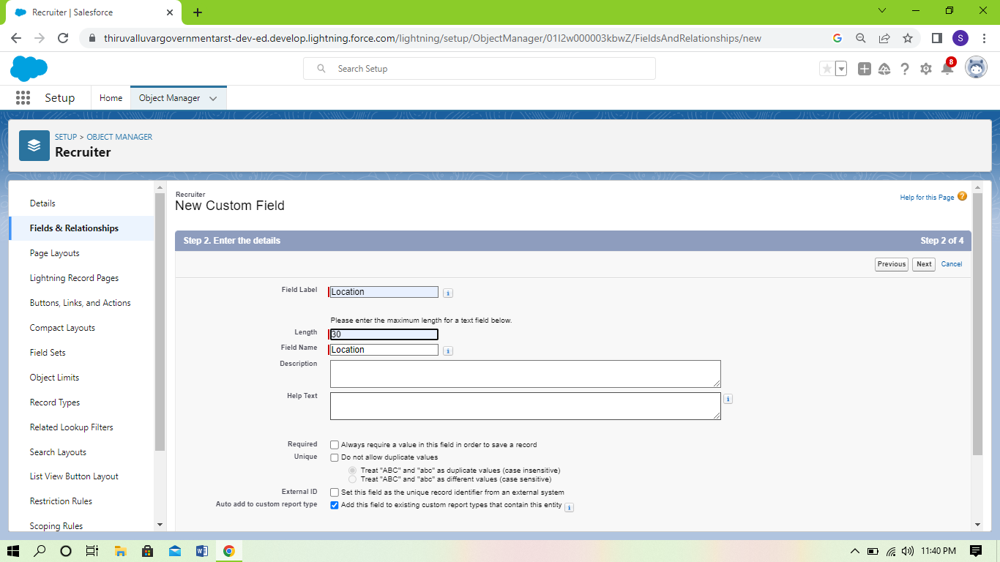 Recruiter | Salesforce
thiruvalluvargovernmentarst-dev-ed.develop.lightning.force.com/lightning/setup/ObjectManager/01I2w000003kbwZ/FieldsAndRelationships/new
S
Search Setup
8
Setup
Home
Object Manager
SETUP > OBJECT MANAGER
Recruiter
Details
Fields & Relationships
Page Layouts
Lightning Record Pages
Buttons, Links, and Actions
Compact Layouts
Field Sets
Object Limits
Record Types
Related Lookup Filters
Search Layouts
List View Button Layout
Restriction Rules
Scoping Rules
Recruiter
New Custom Field
Help for this Page
Step 2. Enter the details
Step 2 of 4
Previous
Next
Cancel
Field Label
Location
Please enter the maximum length for a text field below.
Length
30
Field Name
Location
Description
Help Text
Required
Always require a value in this field in order to save a record
Unique
Do not allow duplicate values
Treat "ABC" and "abc" as duplicate values (case insensitive)
Treat "ABC" and "abc" as different values (case sensitive)
External ID
Set this field as the unique record identifier from an external system
Auto add to custom report type
Add this field to existing custom report types that contain this entity
11:40 PM